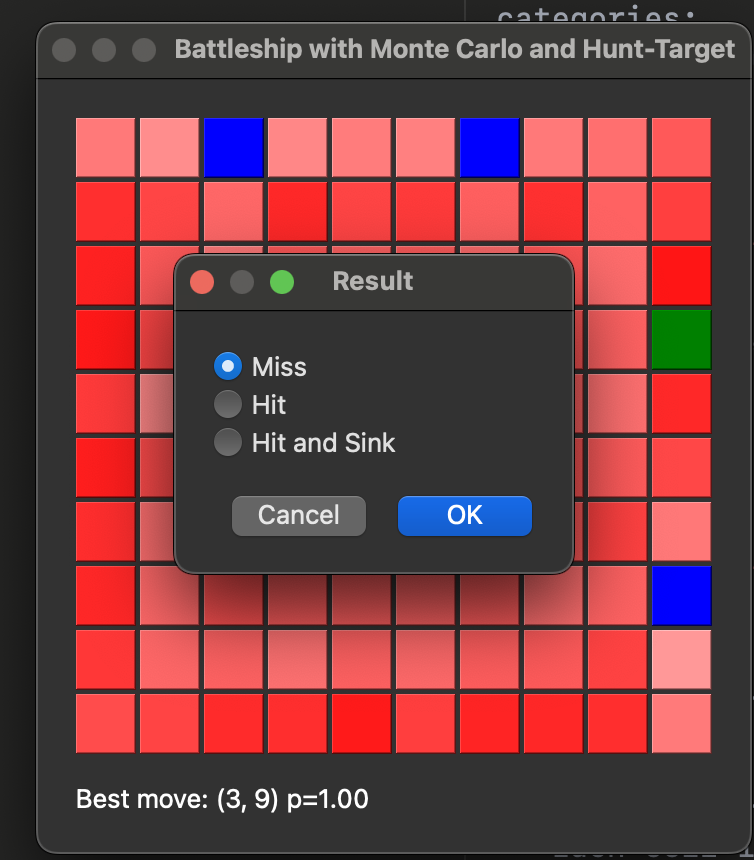 categories:
Battleship with Monte Carlo and Hunt-Target
Result
Miss
Hit
Hit and Sink
Cancel
OK
Best move: (3, 9) p=1.00